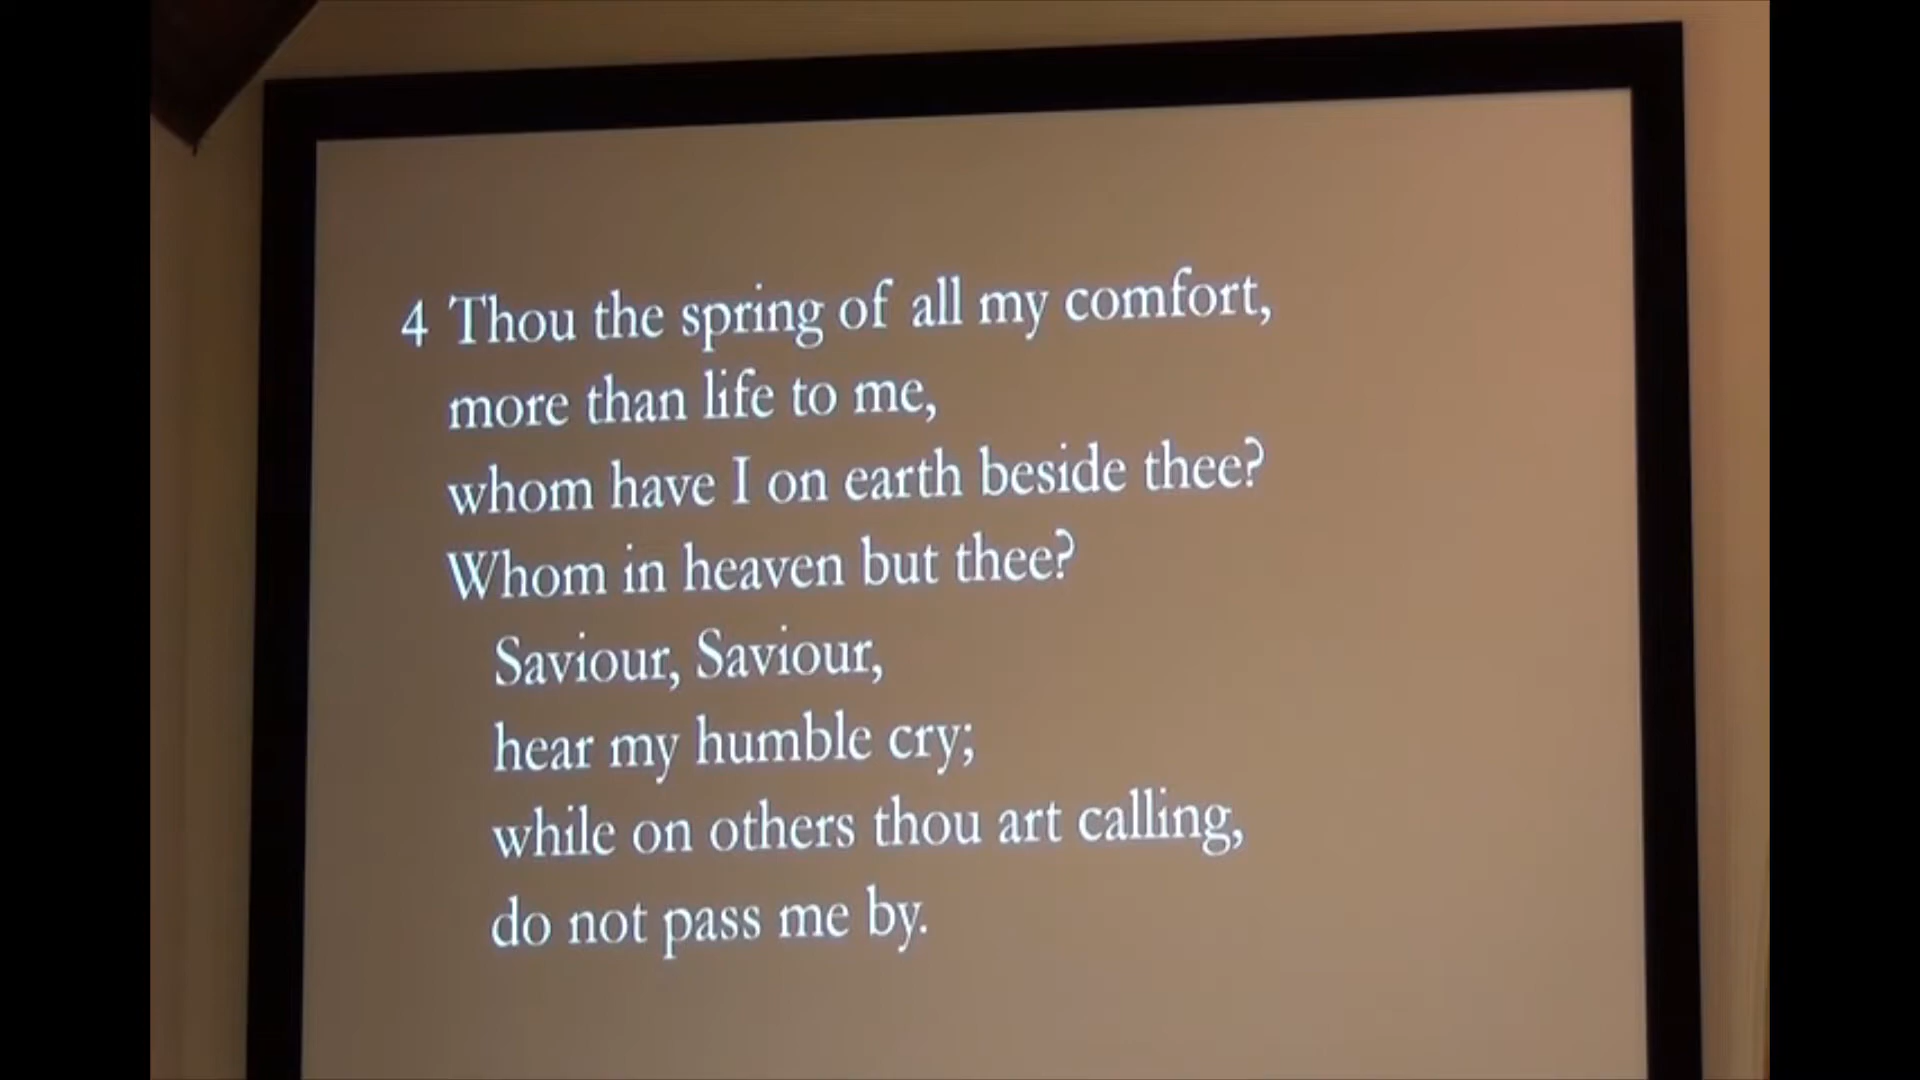 4 Thou the spring of all my comfort,
more than life to me,
whom have I on earth beside thee?
Whom in heaven but thee?
Saviour, Saviour,
hear my humble cry;
while on others thou art calling,
do not pass me by.